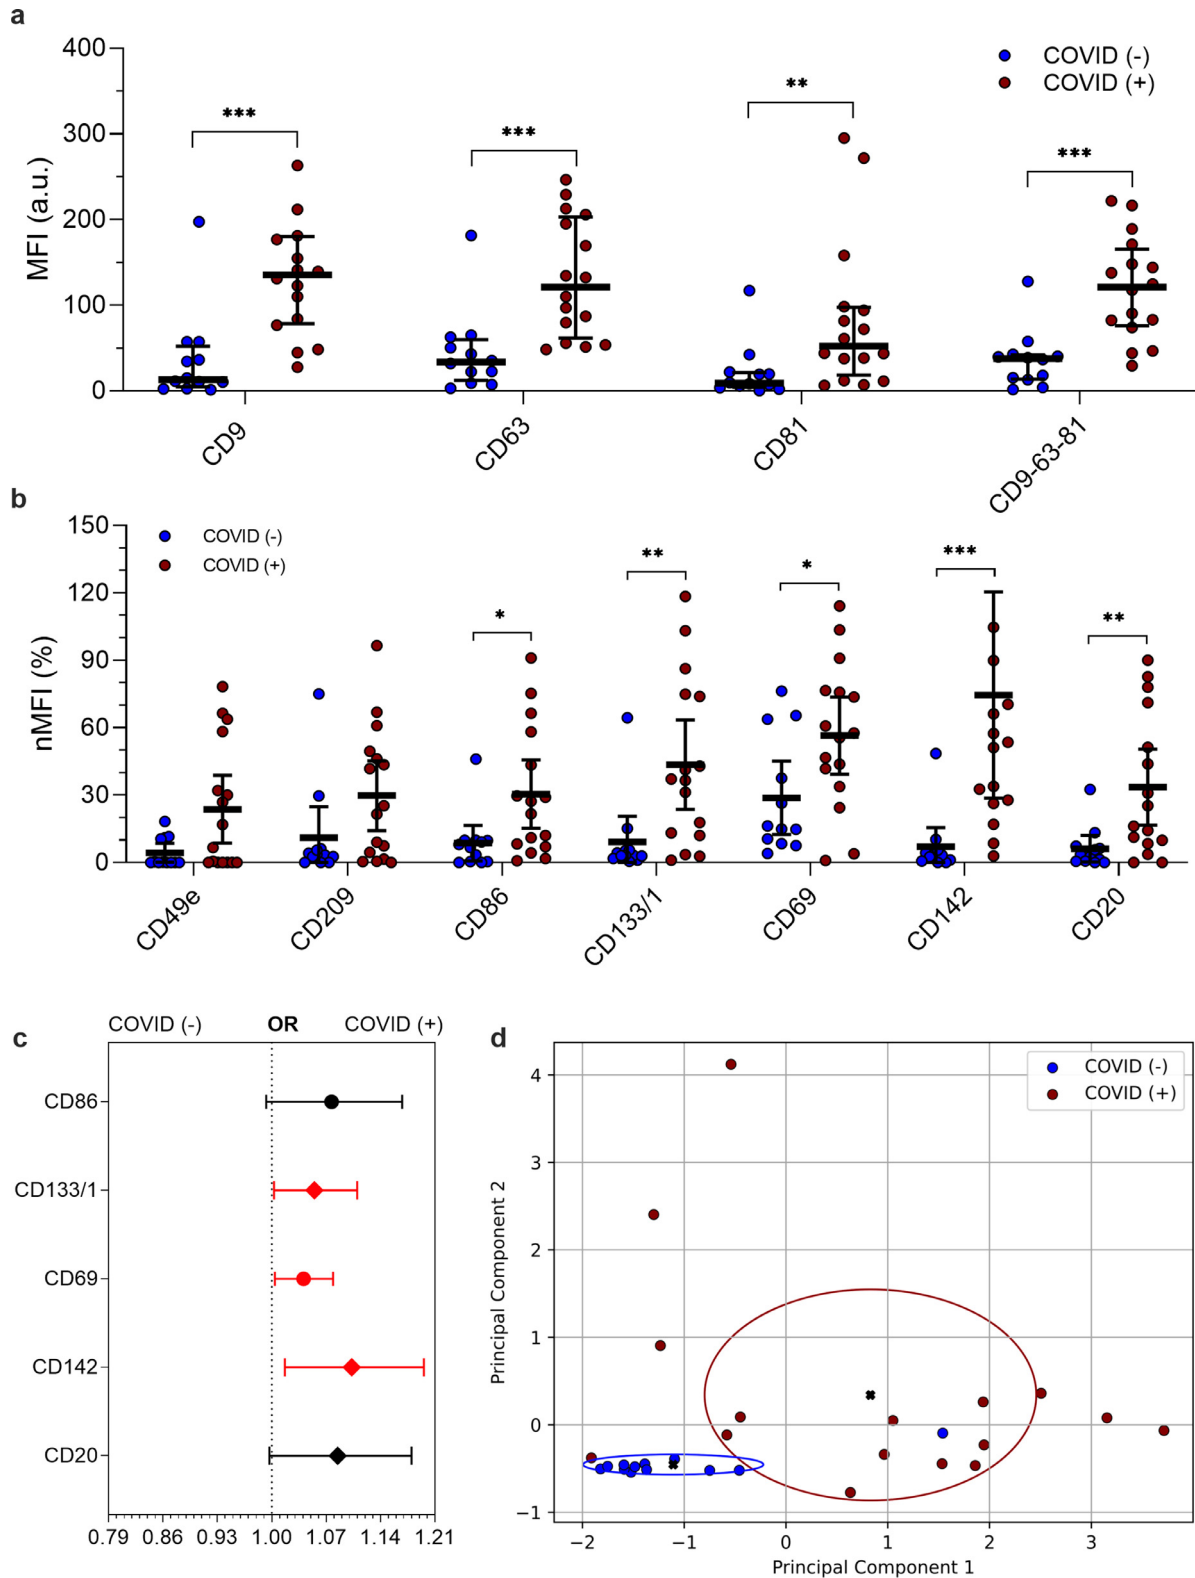 a
400
300
200
100
0
MFI (a.u.)
COVID (-)
COVID (+)
***
***
**
***
CD9
CD63
CD81
CD9-63-81
b
150
120
90
60
30
0
nMFI (%)
COVID (-)
COVID (+)
*
**
*
***
**
CD49e
CD209
CD86
CD133/1
CD69
CD142
CD20
c
COVID (-) OR COVID (+)
CD86
CD133/1
CD69
CD142
CD20
0.79 0.86 0.93 1.00 1.07 1.14 1.21
d
COVID (-)
COVID (+)
4
3
2
1
0
−1
Principal Component 2
−2 −1 0 1 2 3
Principal Component 1